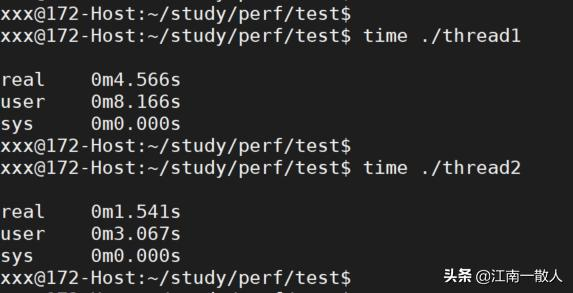 xxx@172-Host:~/study/perf/test$
xxx@172-Host:~/study/perf/test$ time ./thread1
real 0m4.566s
user 0m8.166s
sys 0m0.000s
xxx@172-Host:~/study/perf/test$
xxx@172-Host:~/study/perf/test$ time ./thread2
real 0m1.541s
user 0m3.067s
sys 0m0.000s
xxx@172-Host:~/study/perf/test$
头条 @江南一散人